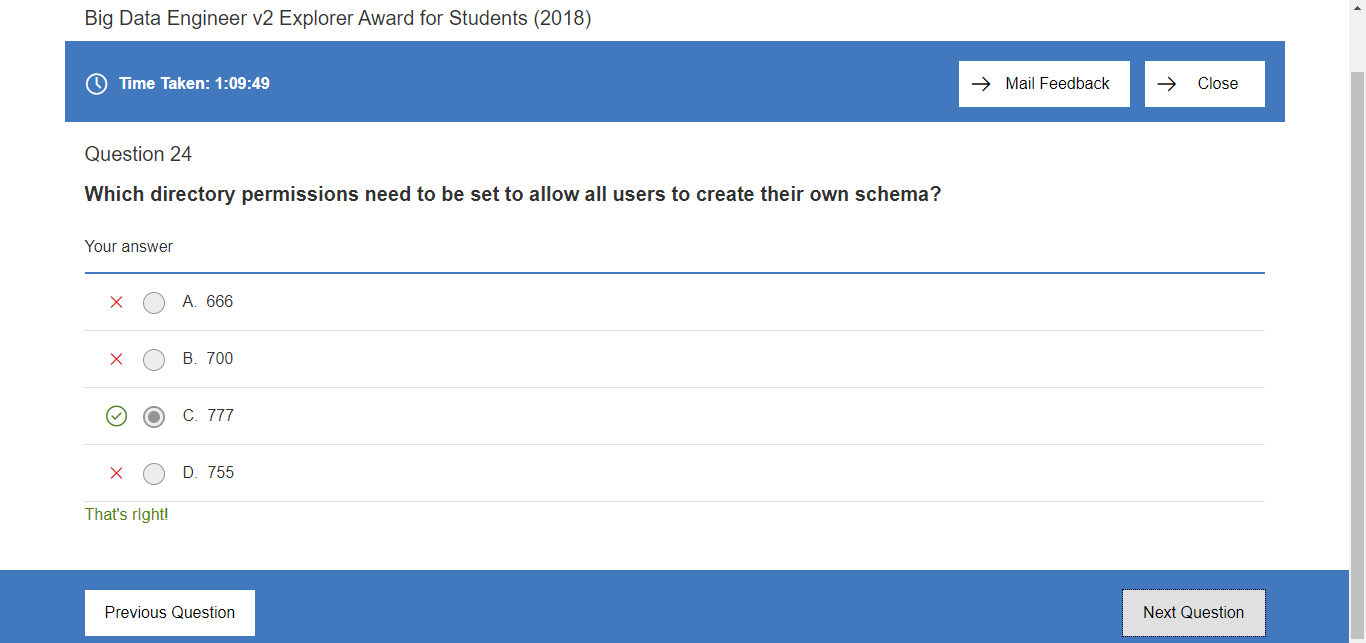 Big Data Engineer v2 Explorer Award for Students (2018)
Time Taken: 1:09:49
Mail Feedback
Close
Question 24
Which directory permissions need to be set to allow all users to create their own schema?
Your answer
A. 666
B. 700
C. 777
D. 755
That's right!
Previous Question
Next Question